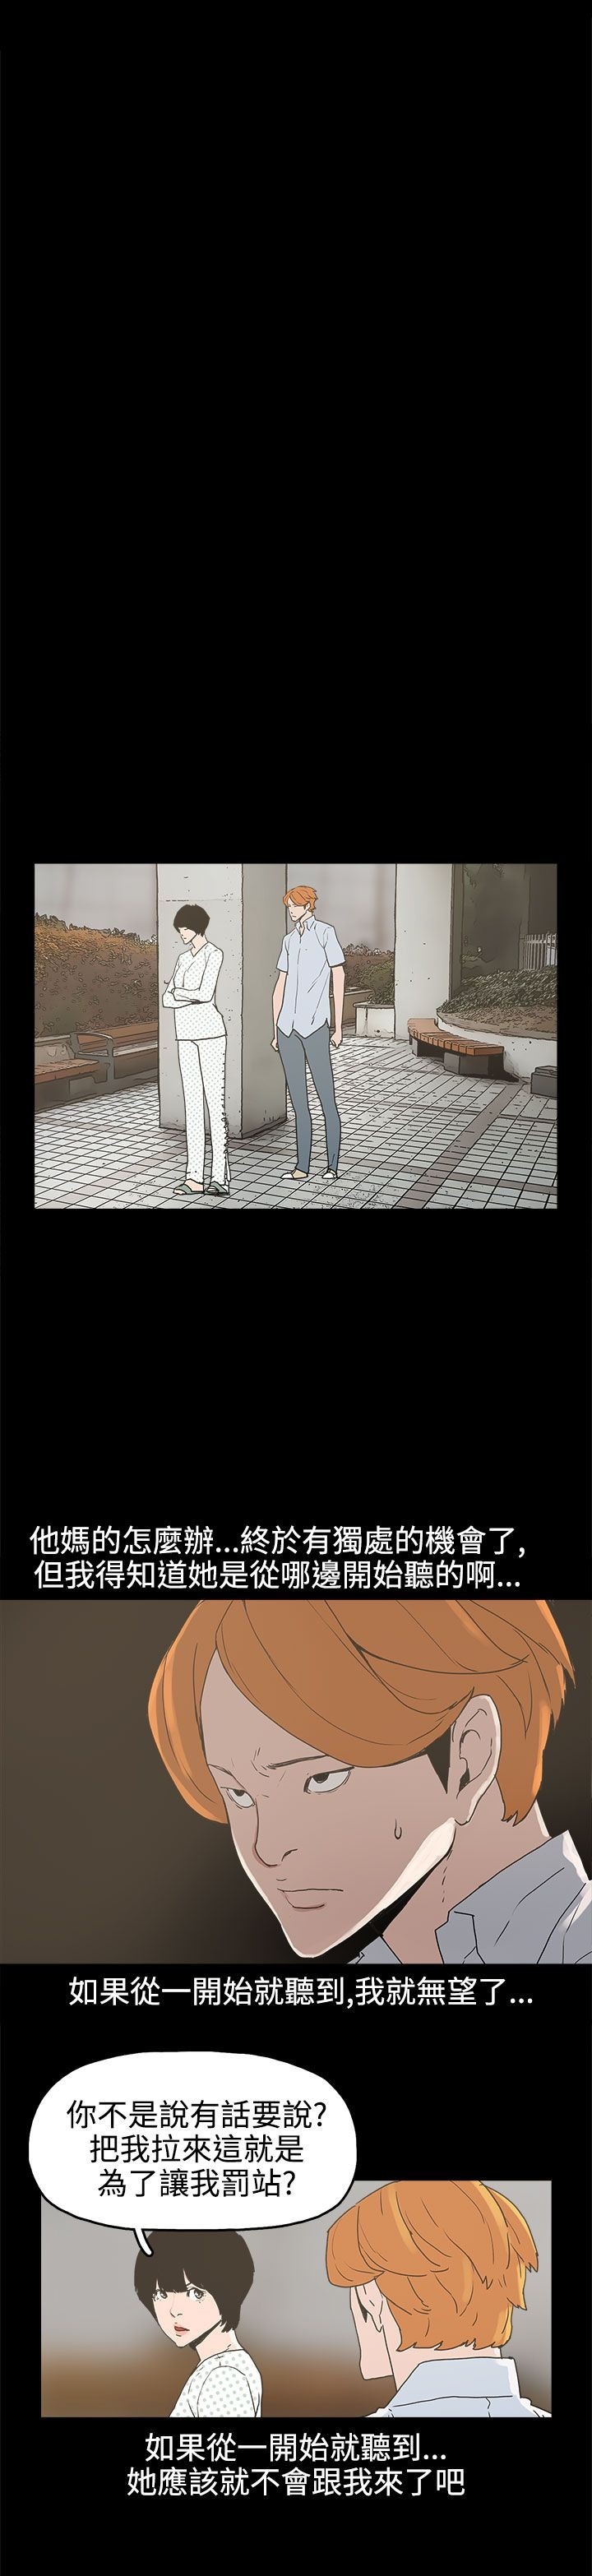 他媽的怎麼辦...終於有獨處的機會了,
但我得知道她是從哪邊開始聽的啊...
如果從一開始就聽到,我就無望了...
你不是說有話要說?
把我拉來這就是
為了讓我罰站?
如果從一開始就聽到...
她應該就不會跟我來了吧